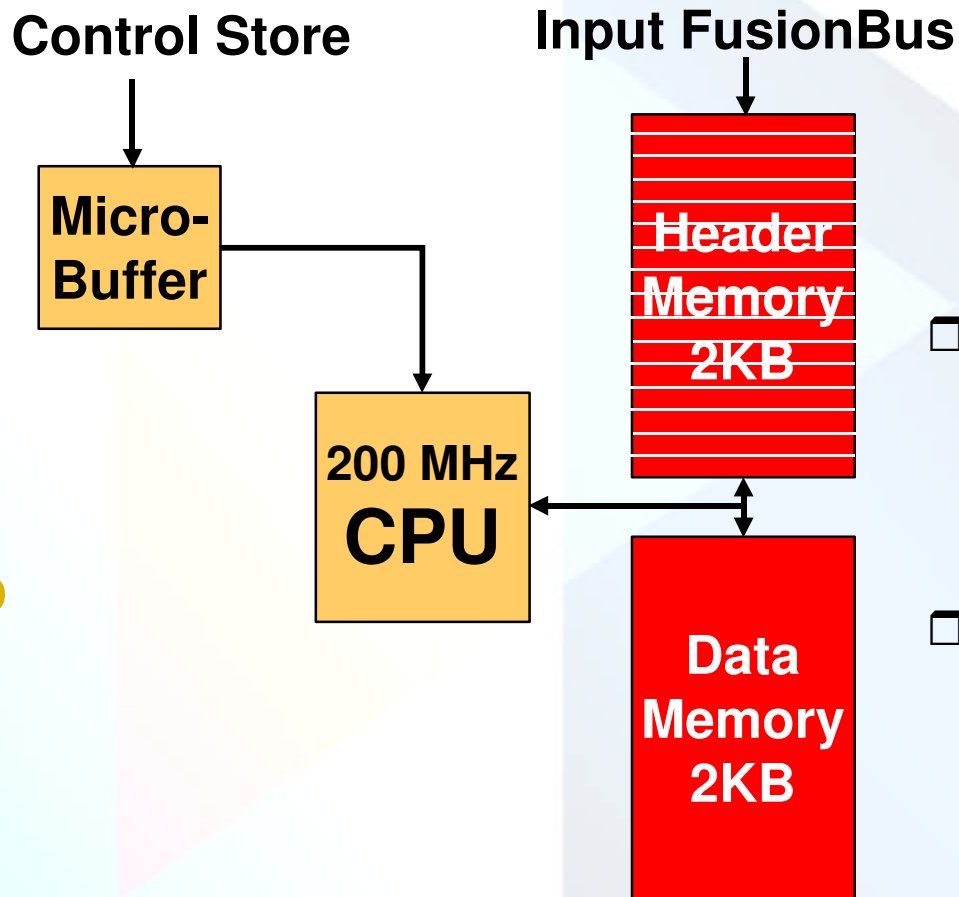 Control Store
Input FusionBus
Micro-
Buffer
Header
Memory
2KB
200 MHz
CPU
Data
Memory
2KB